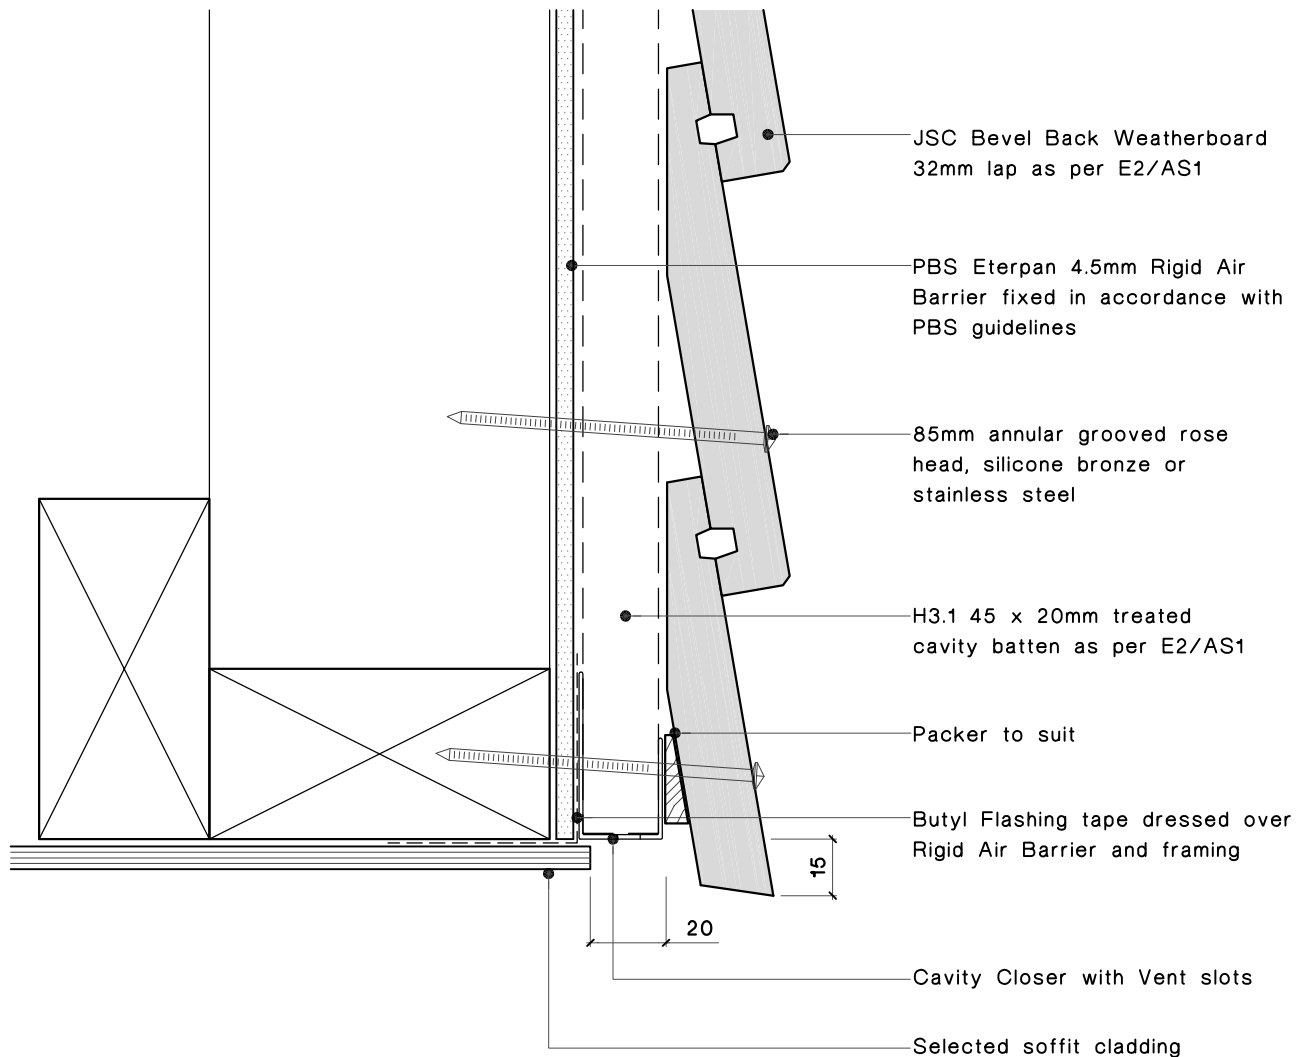 JSC Bevel Back Weatherboard
32mm lap as per E2/AS1
PBS Eterpan 4.5mm Rigid Air
Barrier fixed in accordance with
PBS guidelines
85mm annular grooved rose
head, silicone bronze or
stainless steel
H3.1 45 x 20mm treated
cavity batten as per E2/AS1
Packer to suit
Butyl Flashing tape dressed over
Rigid Air Barrier and framing
15
20
Cavity Closer with Vent slots
Selected soffit cladding